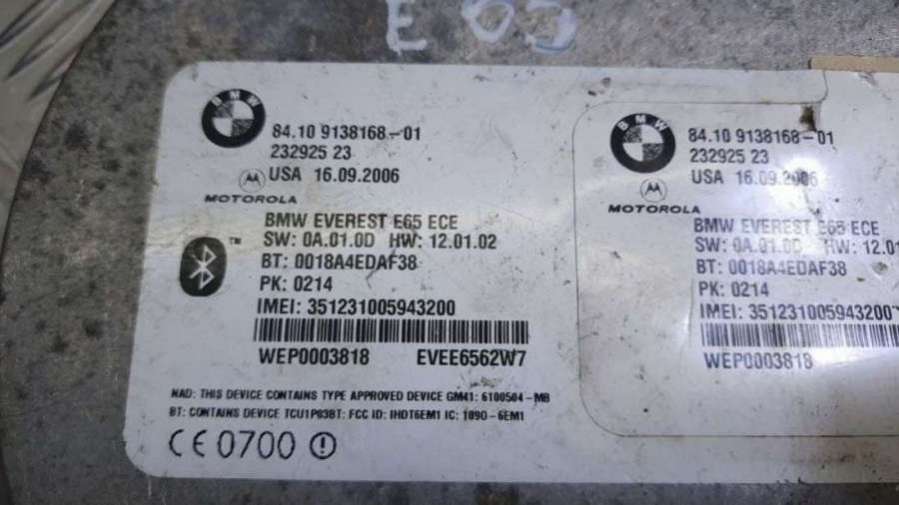 E 65
BMW
84.10 9138168-01
232925 23
USA 16.09.2006
MOTOROLA
BMW EVEREST E65 ECE
SW: 0A.01.0D HW: 12.01.02
BT: 0018A4EDAF38
PK: 0214
IMEI: 351231005943200
WEP0003818 EVEE6562W7
NAD: THIS DEVICE CONTAINS TYPE APPROVED DEVICE GM41: 6100504-MB
BT: CONTAINS DEVICE TCU1P83BT: FCC ID: IHDT6EM1 IC: 1090-6EM1
CE 0700
TM
BMW
84.10 9138168-01
232925 23
USA 16.09.2006
MOTOROLA
BMW EVEREST E65 ECE
SW: 0A.01.0D HW: 12.01
BT: 0018A4EDAF38
PK: 0214
IMEI: 351231005943200
WEP0003818